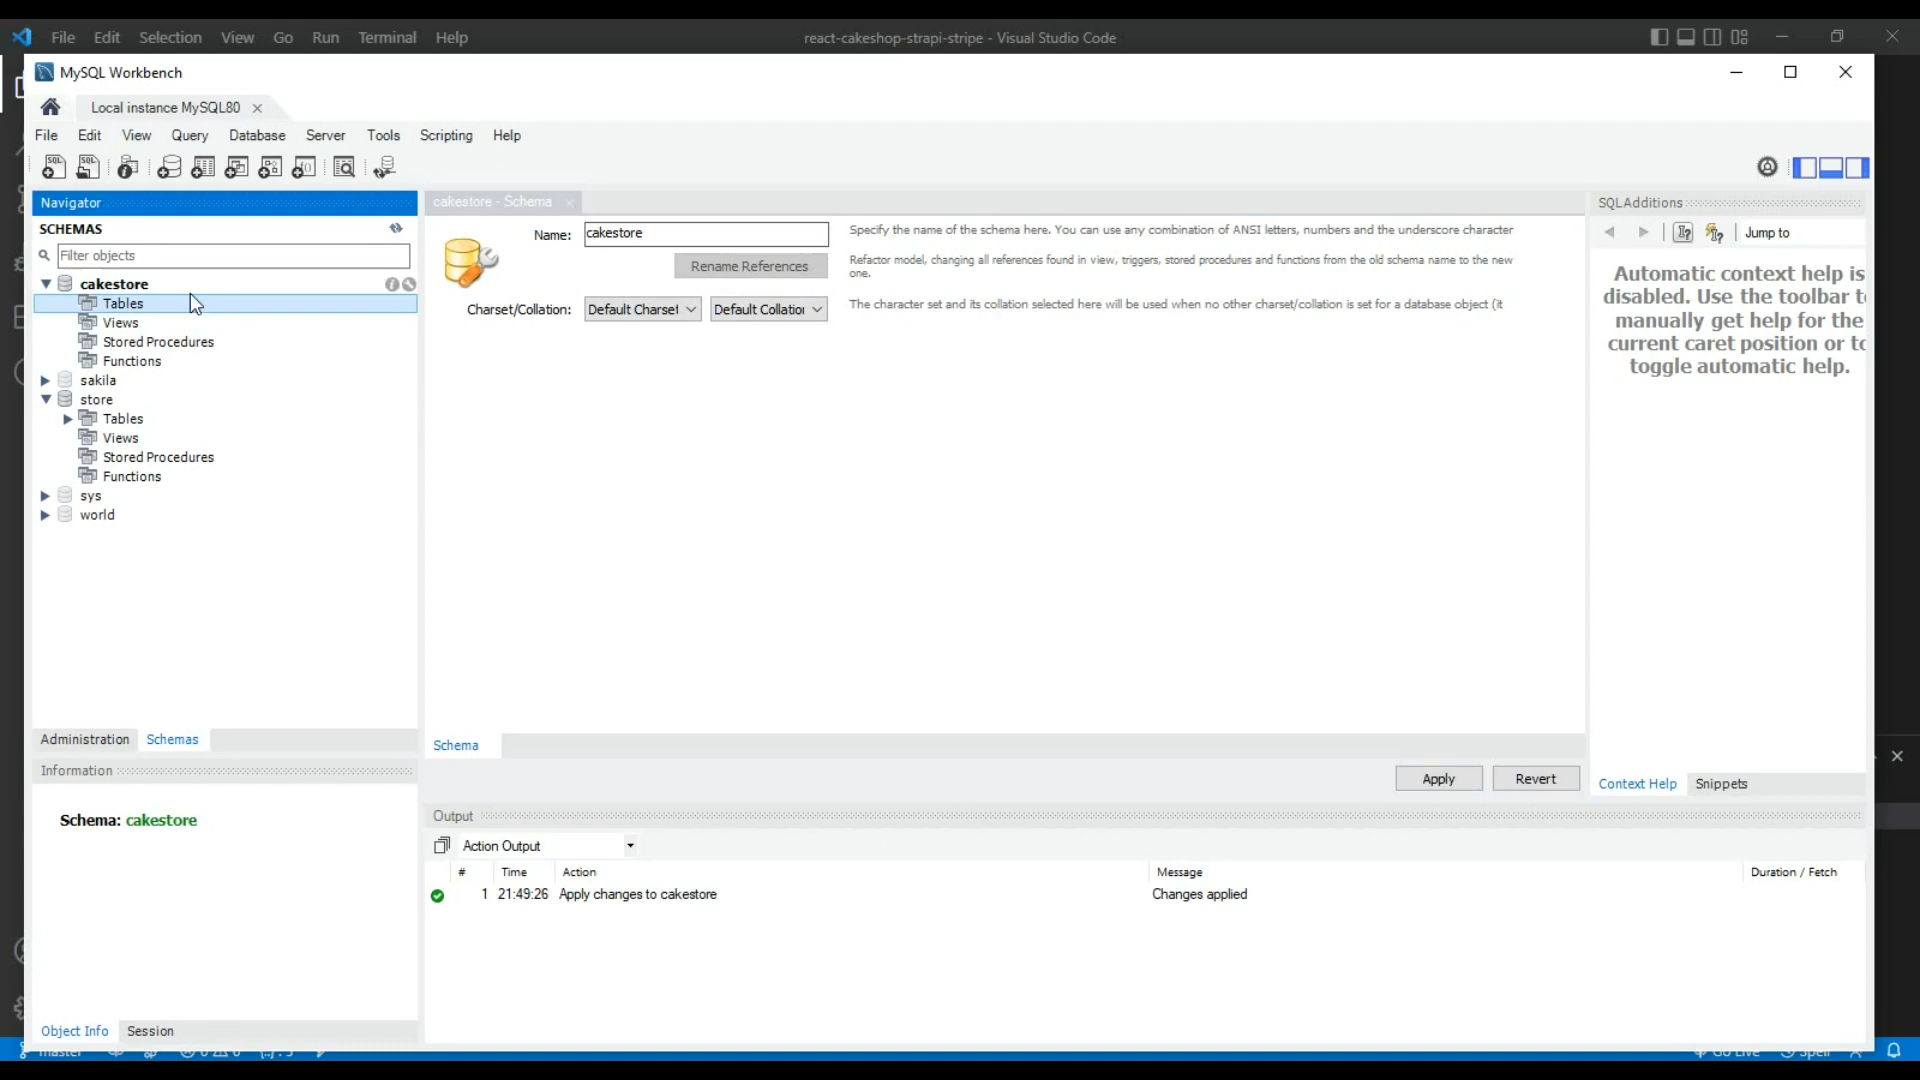 File Edit Selection View Go Run Terminal Help react-cakeshop-strapi-stripe - Visual Studio Code
MySQL Workbench
Local instance MySQL80
File Edit View Query Database Server Tools Scripting Help
Navigator
SCHEMAS
Filter objects
cakestore
Tables
Views
Stored Procedures
Functions
sakila
store
Tables
Views
Stored Procedures
Functions
sys
world
Administration Schemas
Information
Schema: cakestore
Object Info Session
cakestore - Schema
Name: cakestore
Specify the name of the schema here. You can use any combination of ANSI letters, numbers and the underscore character
Rename References
Refactor model, changing all references found in view, triggers, stored procedures and functions from the old schema name to the new
one.
Charset/Collation: Default Charset Default Collation
The character set and its collation selected here will be used when no other charset/collation is set for a database object (it
Schema
Apply Revert
SQLAdditions
Jump to
Automatic context help is
disabled. Use the toolbar to
manually get help for the
current caret position or to
toggle automatic help.
Context Help Snippets
Output
Action Output
# Time Action Message Duration / Fetch
1 21:49:26 Apply changes to cakestore Changes applied
master Go Live Spell